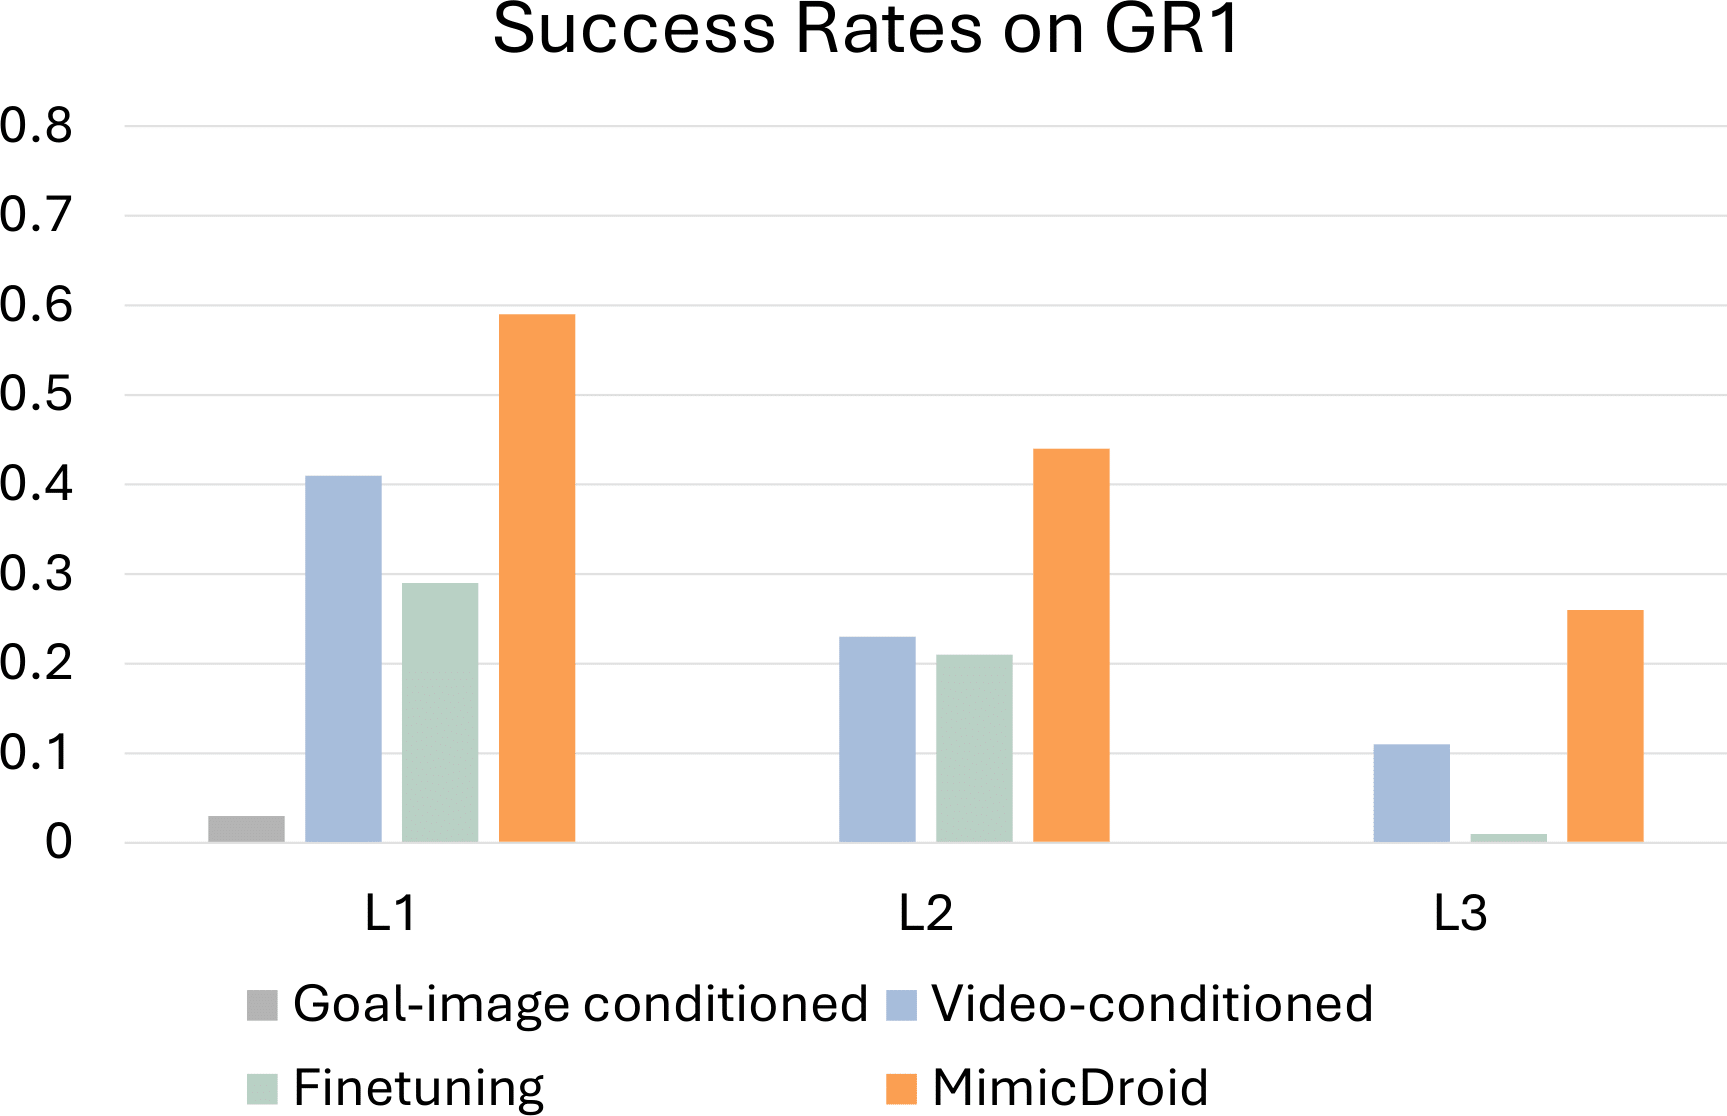 Success Rates on GR1
0.8
0.7
0.6
0.5
0.4
0.3
0.2
0.1
0
L1 L2 L3
Goal-image conditioned Video-conditioned
Finetuning MimicDroid